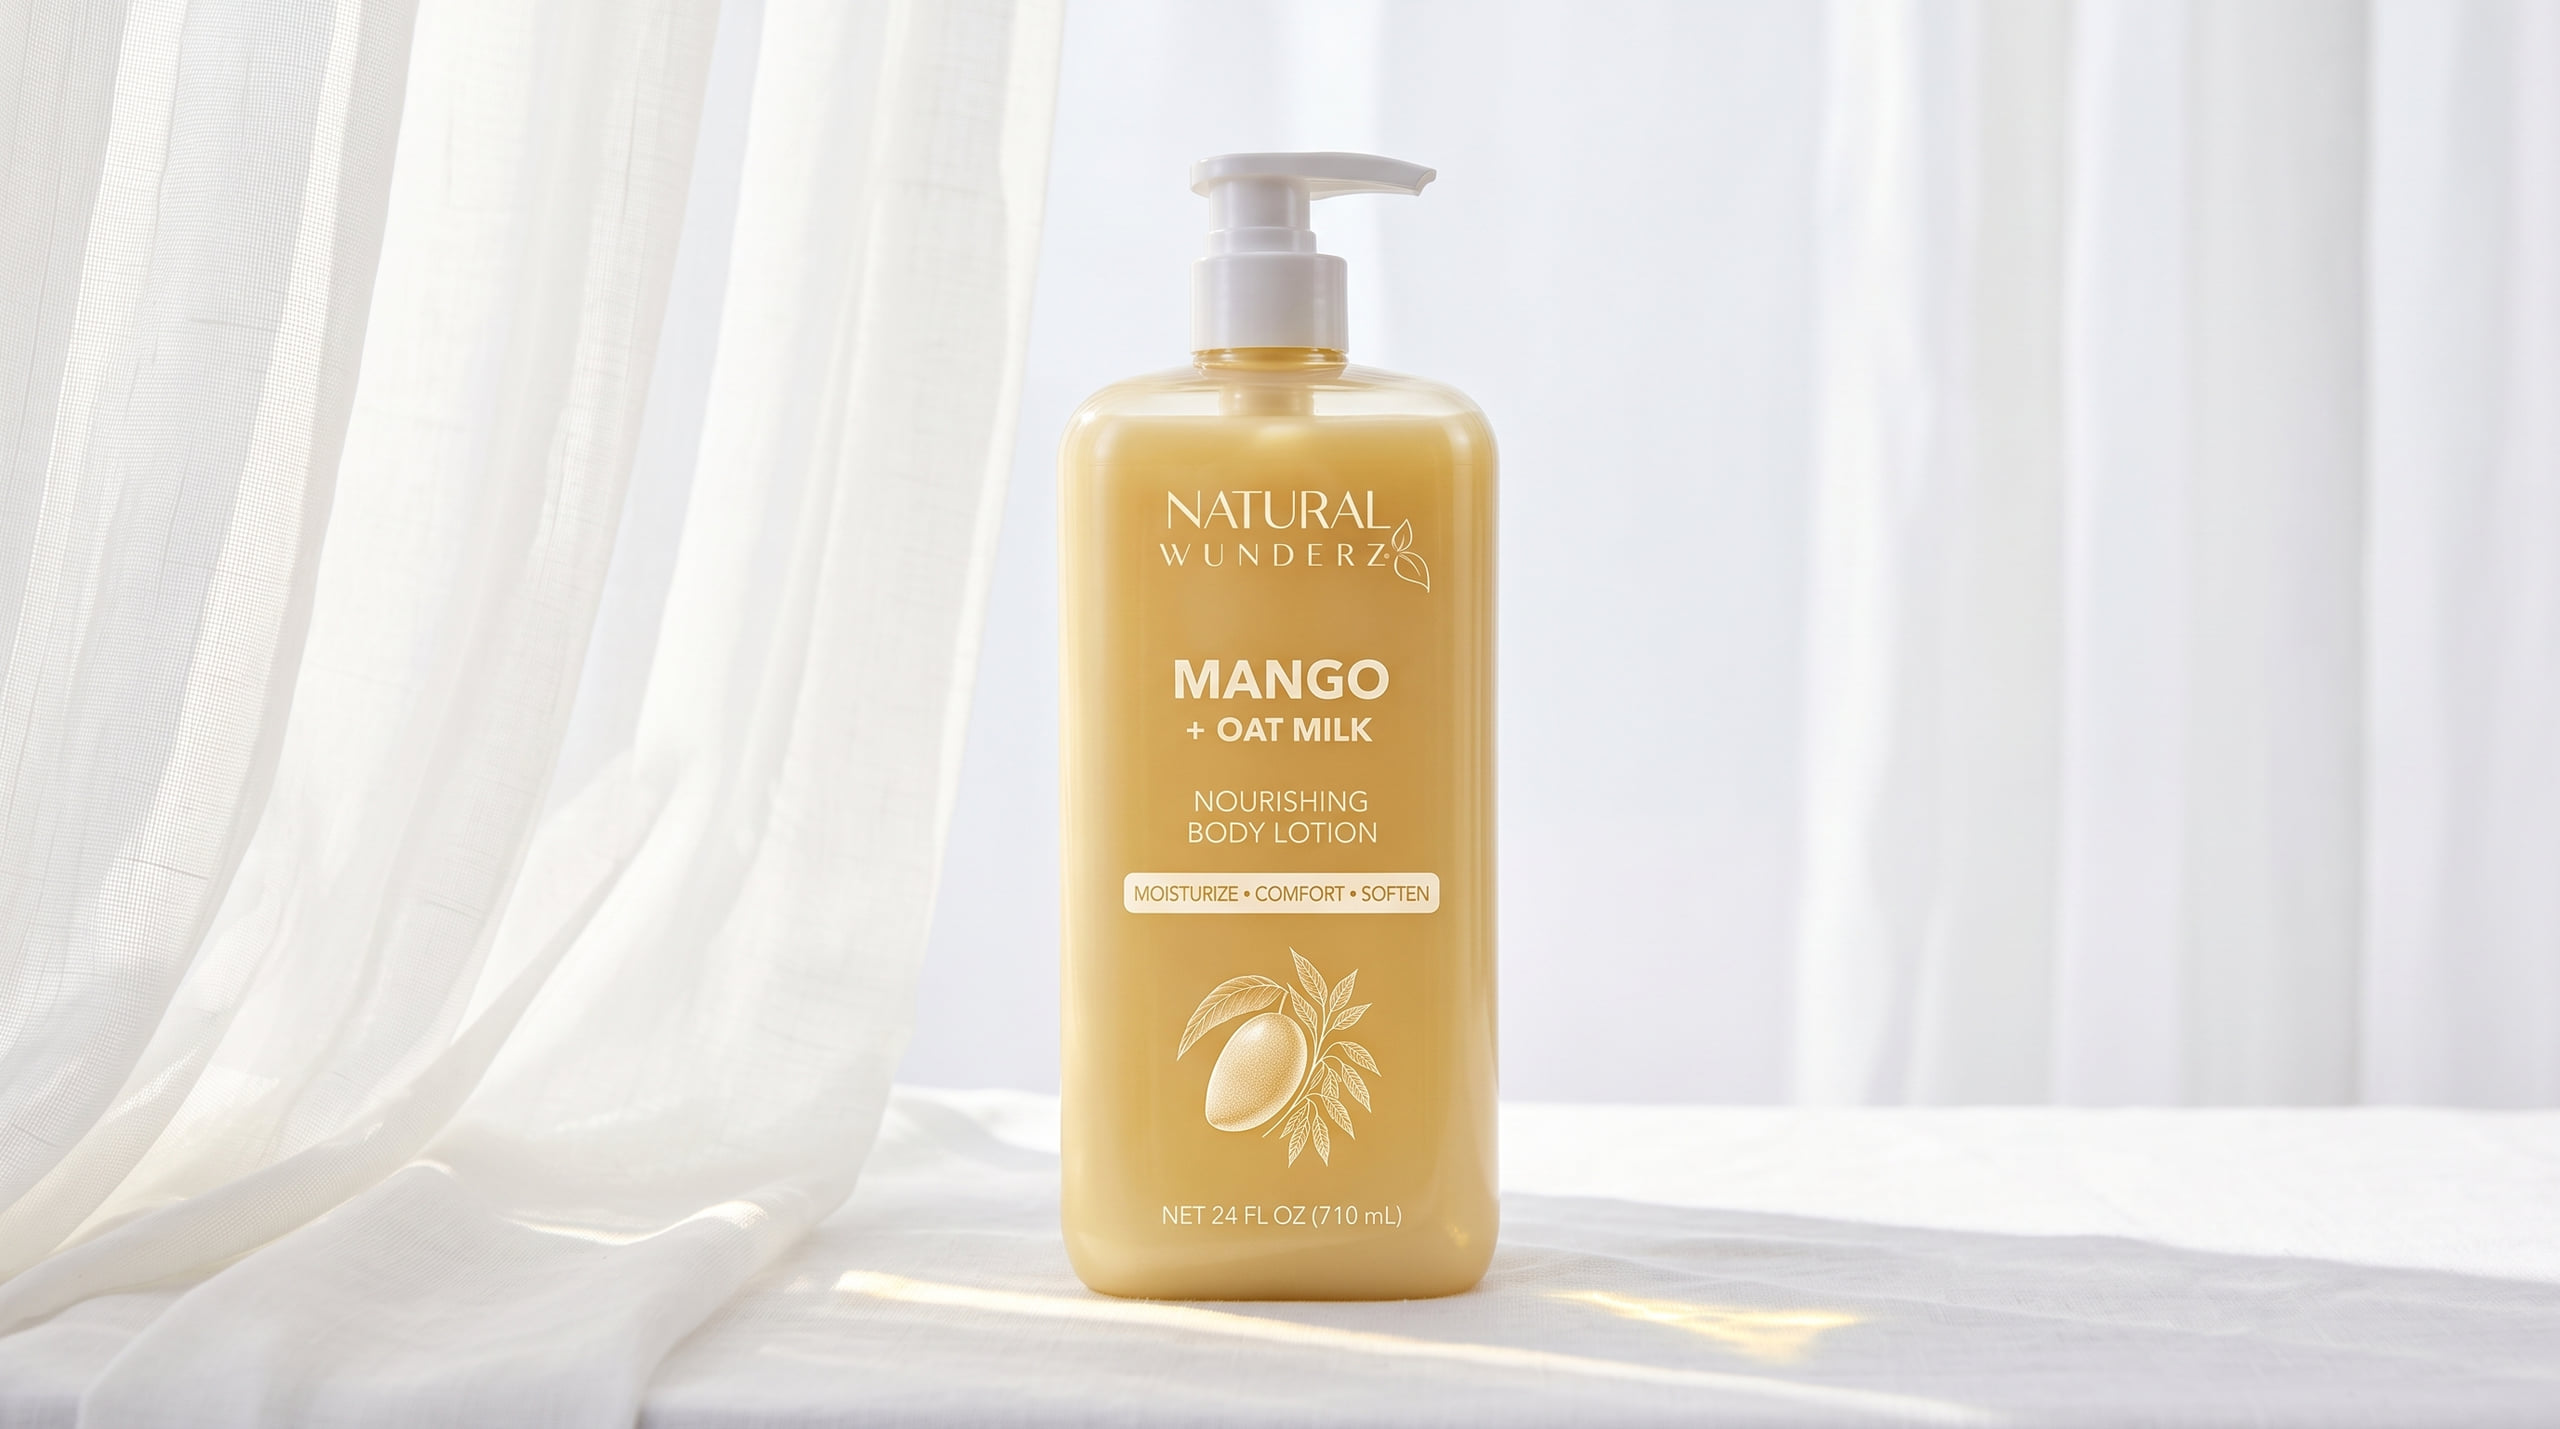 NATURAL
WUNDERZ
MANGO
+ OAT MILK
NOURISHING
BODY LOTION
MOISTURIZE • COMFORT • SOFTEN
NET 24 FL OZ (710 mL)